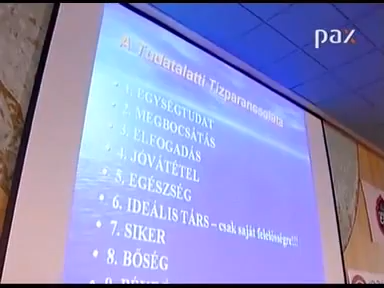 pax
A Tudatalatti Tízparancsolata
• 1. EGYSÉGTUDAT
• 2. MEGBOCSÁTÁS
• 3. ELFOGADÁS
• 4. JÓVÁTÉTEL
• 5. EGÉSZSÉG
• 6. IDEÁLIS TÁRS – csak saját felelősségre!!!
• 7. SIKER
• 8. BŐSÉG